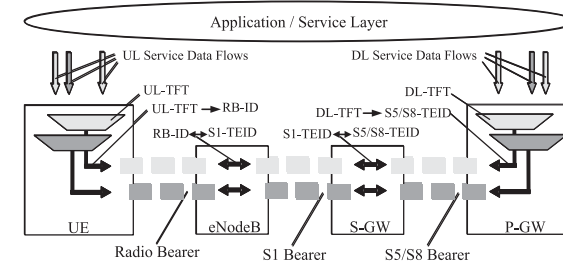 Application / Service Layer
UL Service Data Flows
DL Service Data Flows
UL-TFT
DL-TFT
UL-TFT → RB-ID
DL-TFT → S5/S8-TEID
RB-ID ↔ S1-TEID
S1-TEID ↔ S5/S8-TEID
UE
eNodeB
S-GW
P-GW
Radio Bearer
S1 Bearer
S5/S8 Bearer